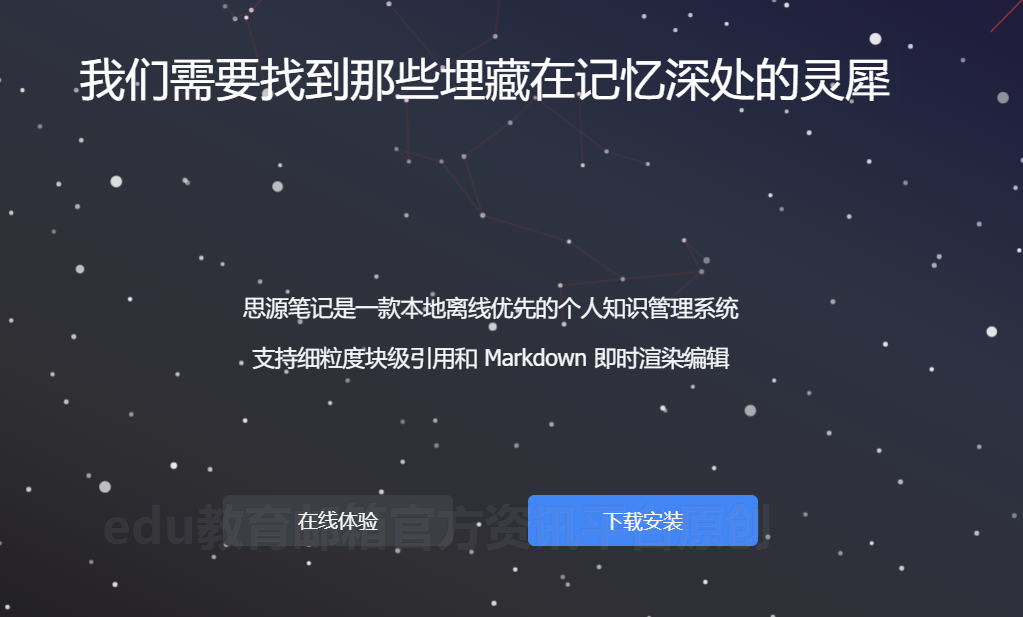 我们需要找到那些埋藏在记忆深处的灵犀
思源笔记是一款本地离线优先的个人知识管理系统
支持细粒度块级引用和 Markdown 即时渲染编辑
在线体验
下载安装
edu教育邮箱官方资讯平台原创